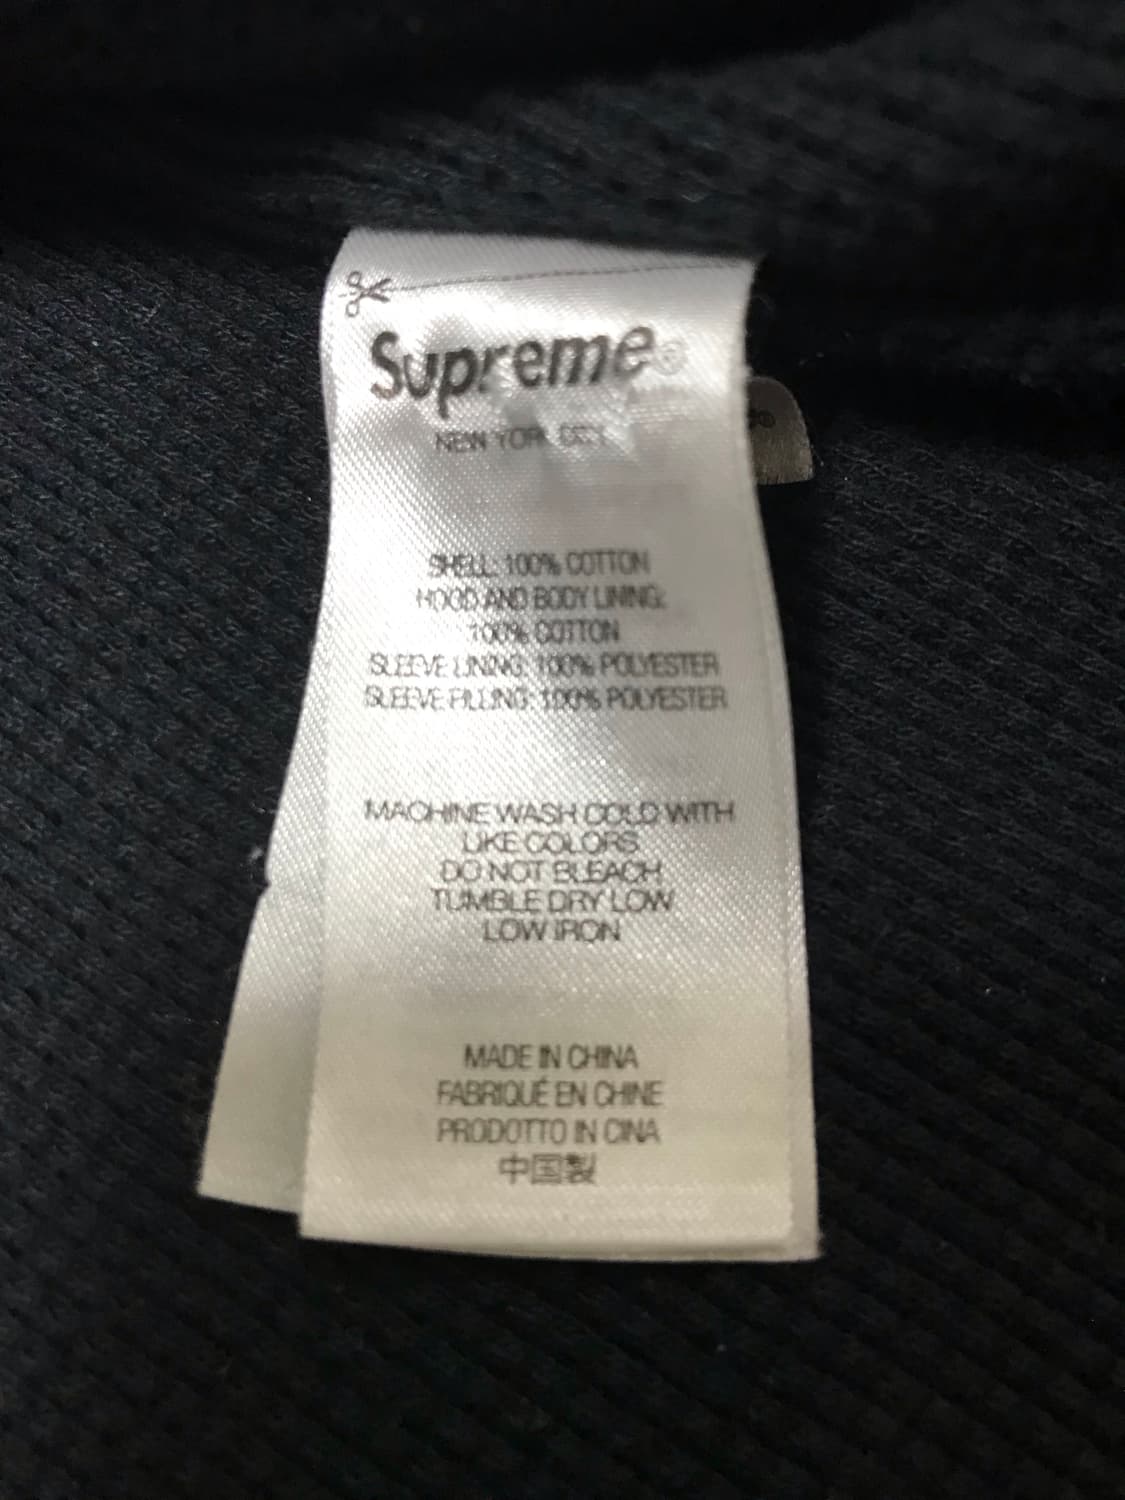 Supreme®
NEW YORK CITY
SHELL: 100% COTTON
HOOD AND BODY LINING:
100% COTTON
SLEEVE LINING: 100% POLYESTER
SLEEVE FILLING: 100% POLYESTER
MACHINE WASH COLD WITH
LIKE COLORS
DO NOT BLEACH
TUMBLE DRY LOW
LOW IRON
MADE IN CHINA
FABRIQUÉ EN CHINE
PRODOTTO IN CINA
中国製